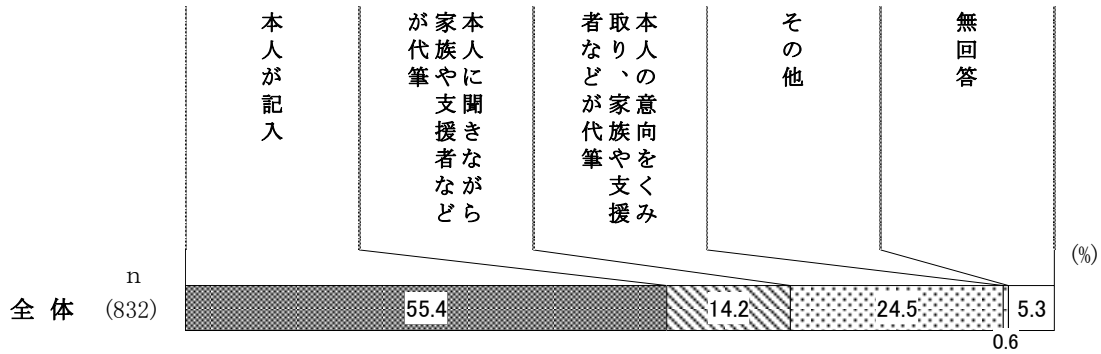 本人が記入
本人に聞きながら
家族や支援者など
が代筆
本人の意向をくみ
取り、家族や支援
者などが代筆
その他
無回答
(%)
n
全体 (832)
55.4
14.2
24.5
0.6
5.3